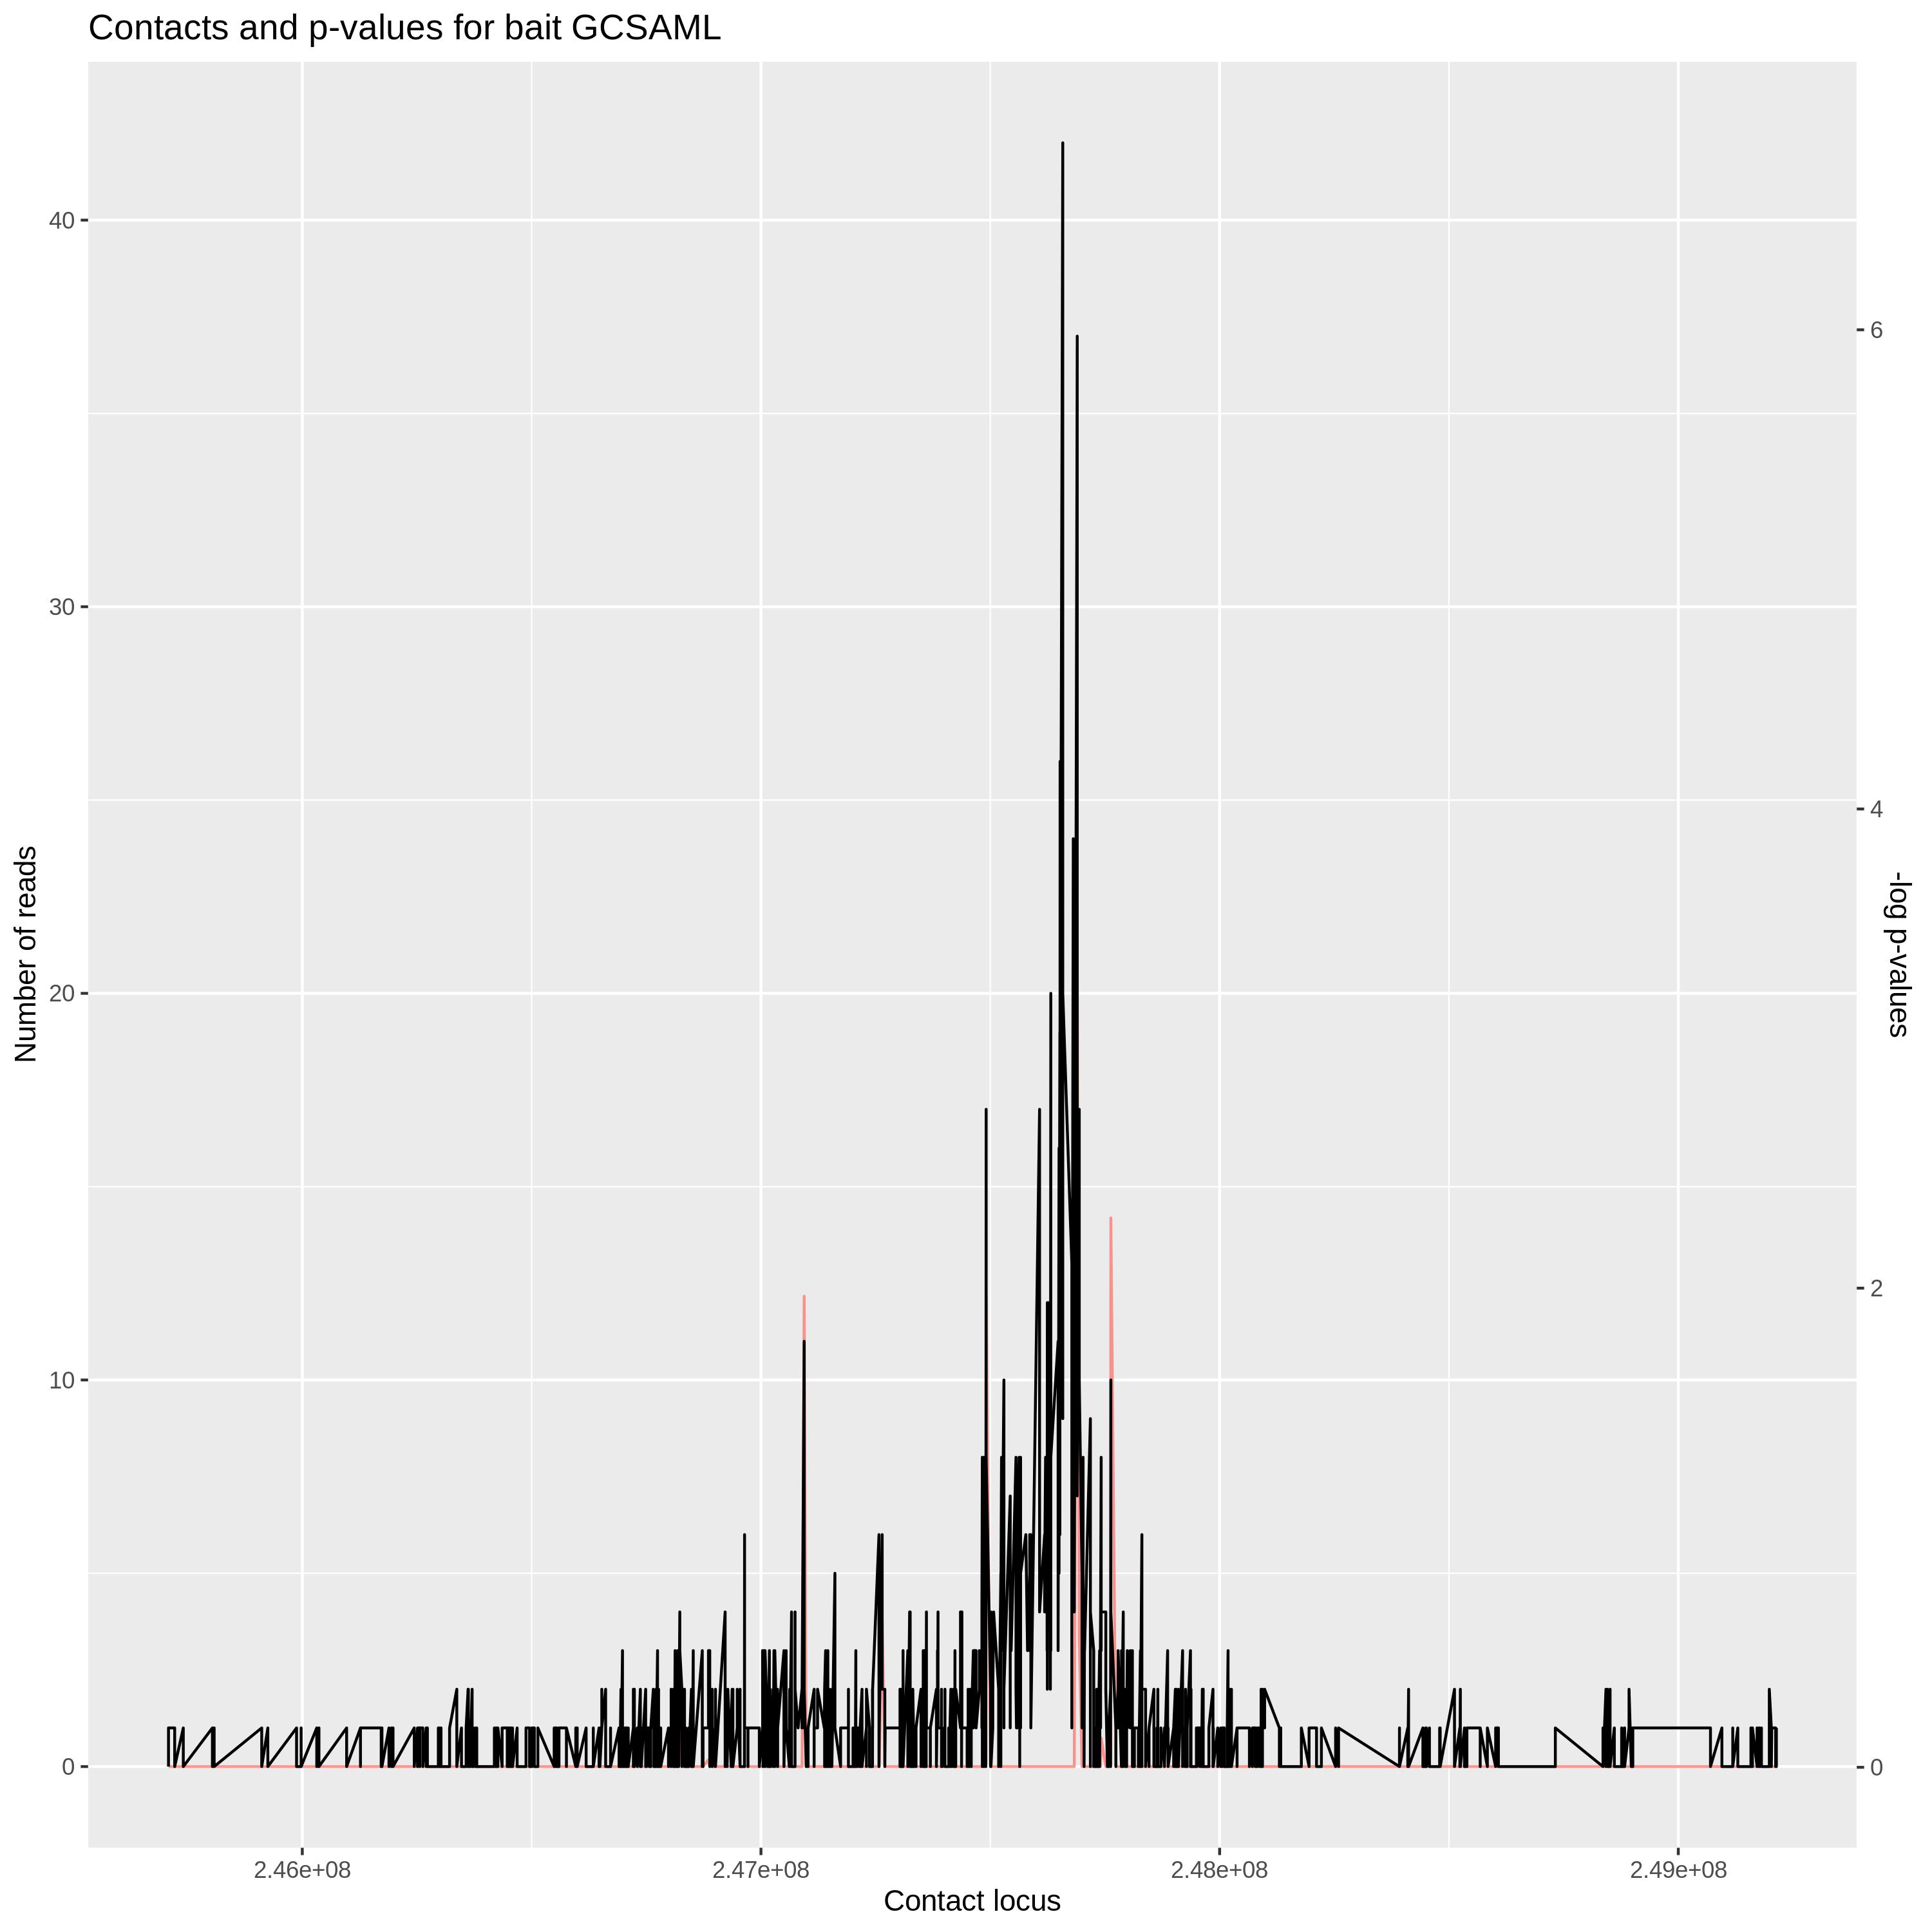 Contacts and p-values for bait GCSAML
Number of reads
40
30
20
10
0
6
4
2
0
-log p-values
2.46e+08
2.47e+08
2.48e+08
2.49e+08
Contact locus